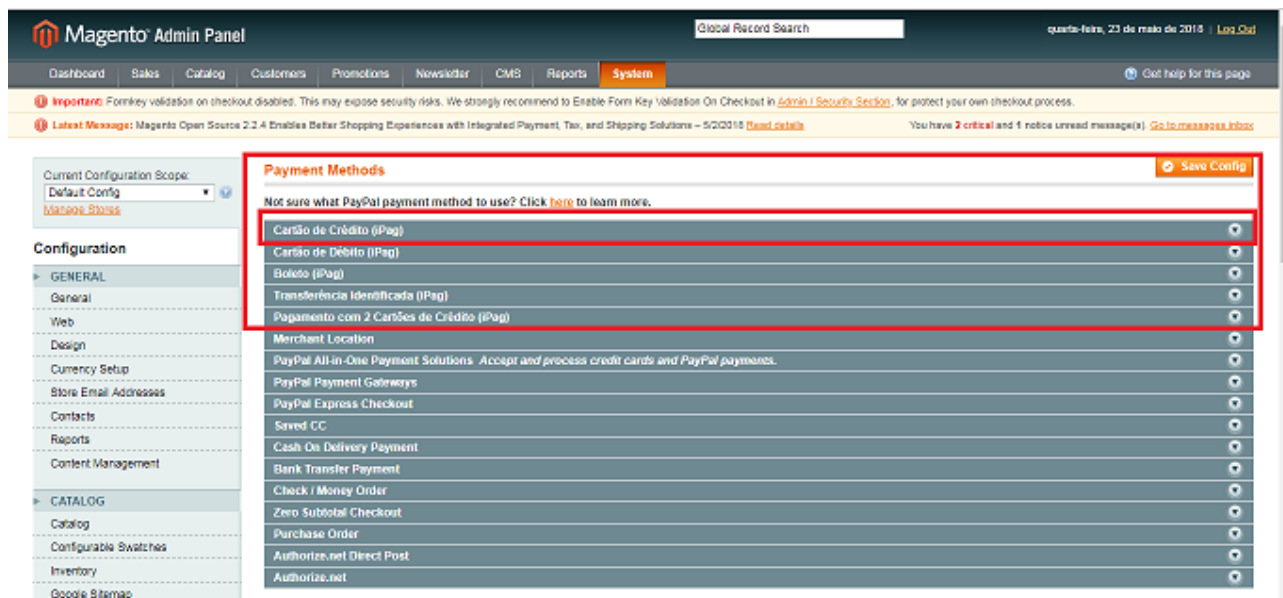 Magento Admin Panel
Global Record Search
quarta-feira, 23 de maio de 2018 | Log Out
Dashboard Sales Catalog Customers Promotions Newsletter CMS Reports System
Get help for this page
Important: Formkey validation on checkout disabled. This may expose security risks. We strongly recommend to Enable Form Key Validation On Checkout in Admin / Security Section, for protect your own checkout process.
Latest Message: Magento Open Source 2.2.4 Enables Better Shopping Experiences with Integrated Payment, Tax, and Shipping Solutions – 5/2/2018 Read details
You have 2 critical and 1 notice unread message(s). Go to messages inbox
Current Configuration Scope:
Default Config
Manage Stores
Configuration
GENERAL
General
Web
Design
Currency Setup
Store Email Addresses
Contacts
Reports
Content Management
CATALOG
Catalog
Configurable Swatches
Inventory
Google Sitemap
Payment Methods
Save Config
Not sure what PayPal payment method to use? Click here to learn more.
Cartão de Crédito (iPag)
Cartão de Débito (iPag)
Boleto (iPag)
Transferência Identificada (iPag)
Pagamento com 2 Cartões de Crédito (iPag)
Merchant Location
PayPal All-in-One Payment Solutions Accept and process credit cards and PayPal payments.
PayPal Payment Gateways
PayPal Express Checkout
Saved CC
Cash On Delivery Payment
Bank Transfer Payment
Check / Money Order
Zero Subtotal Checkout
Purchase Order
Authorize.net Direct Post
Authorize.net